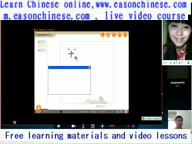 Learn Chinese online,www.easonchinese.com
m.easonchinese.com , live video course
Free learning materials and video lessons